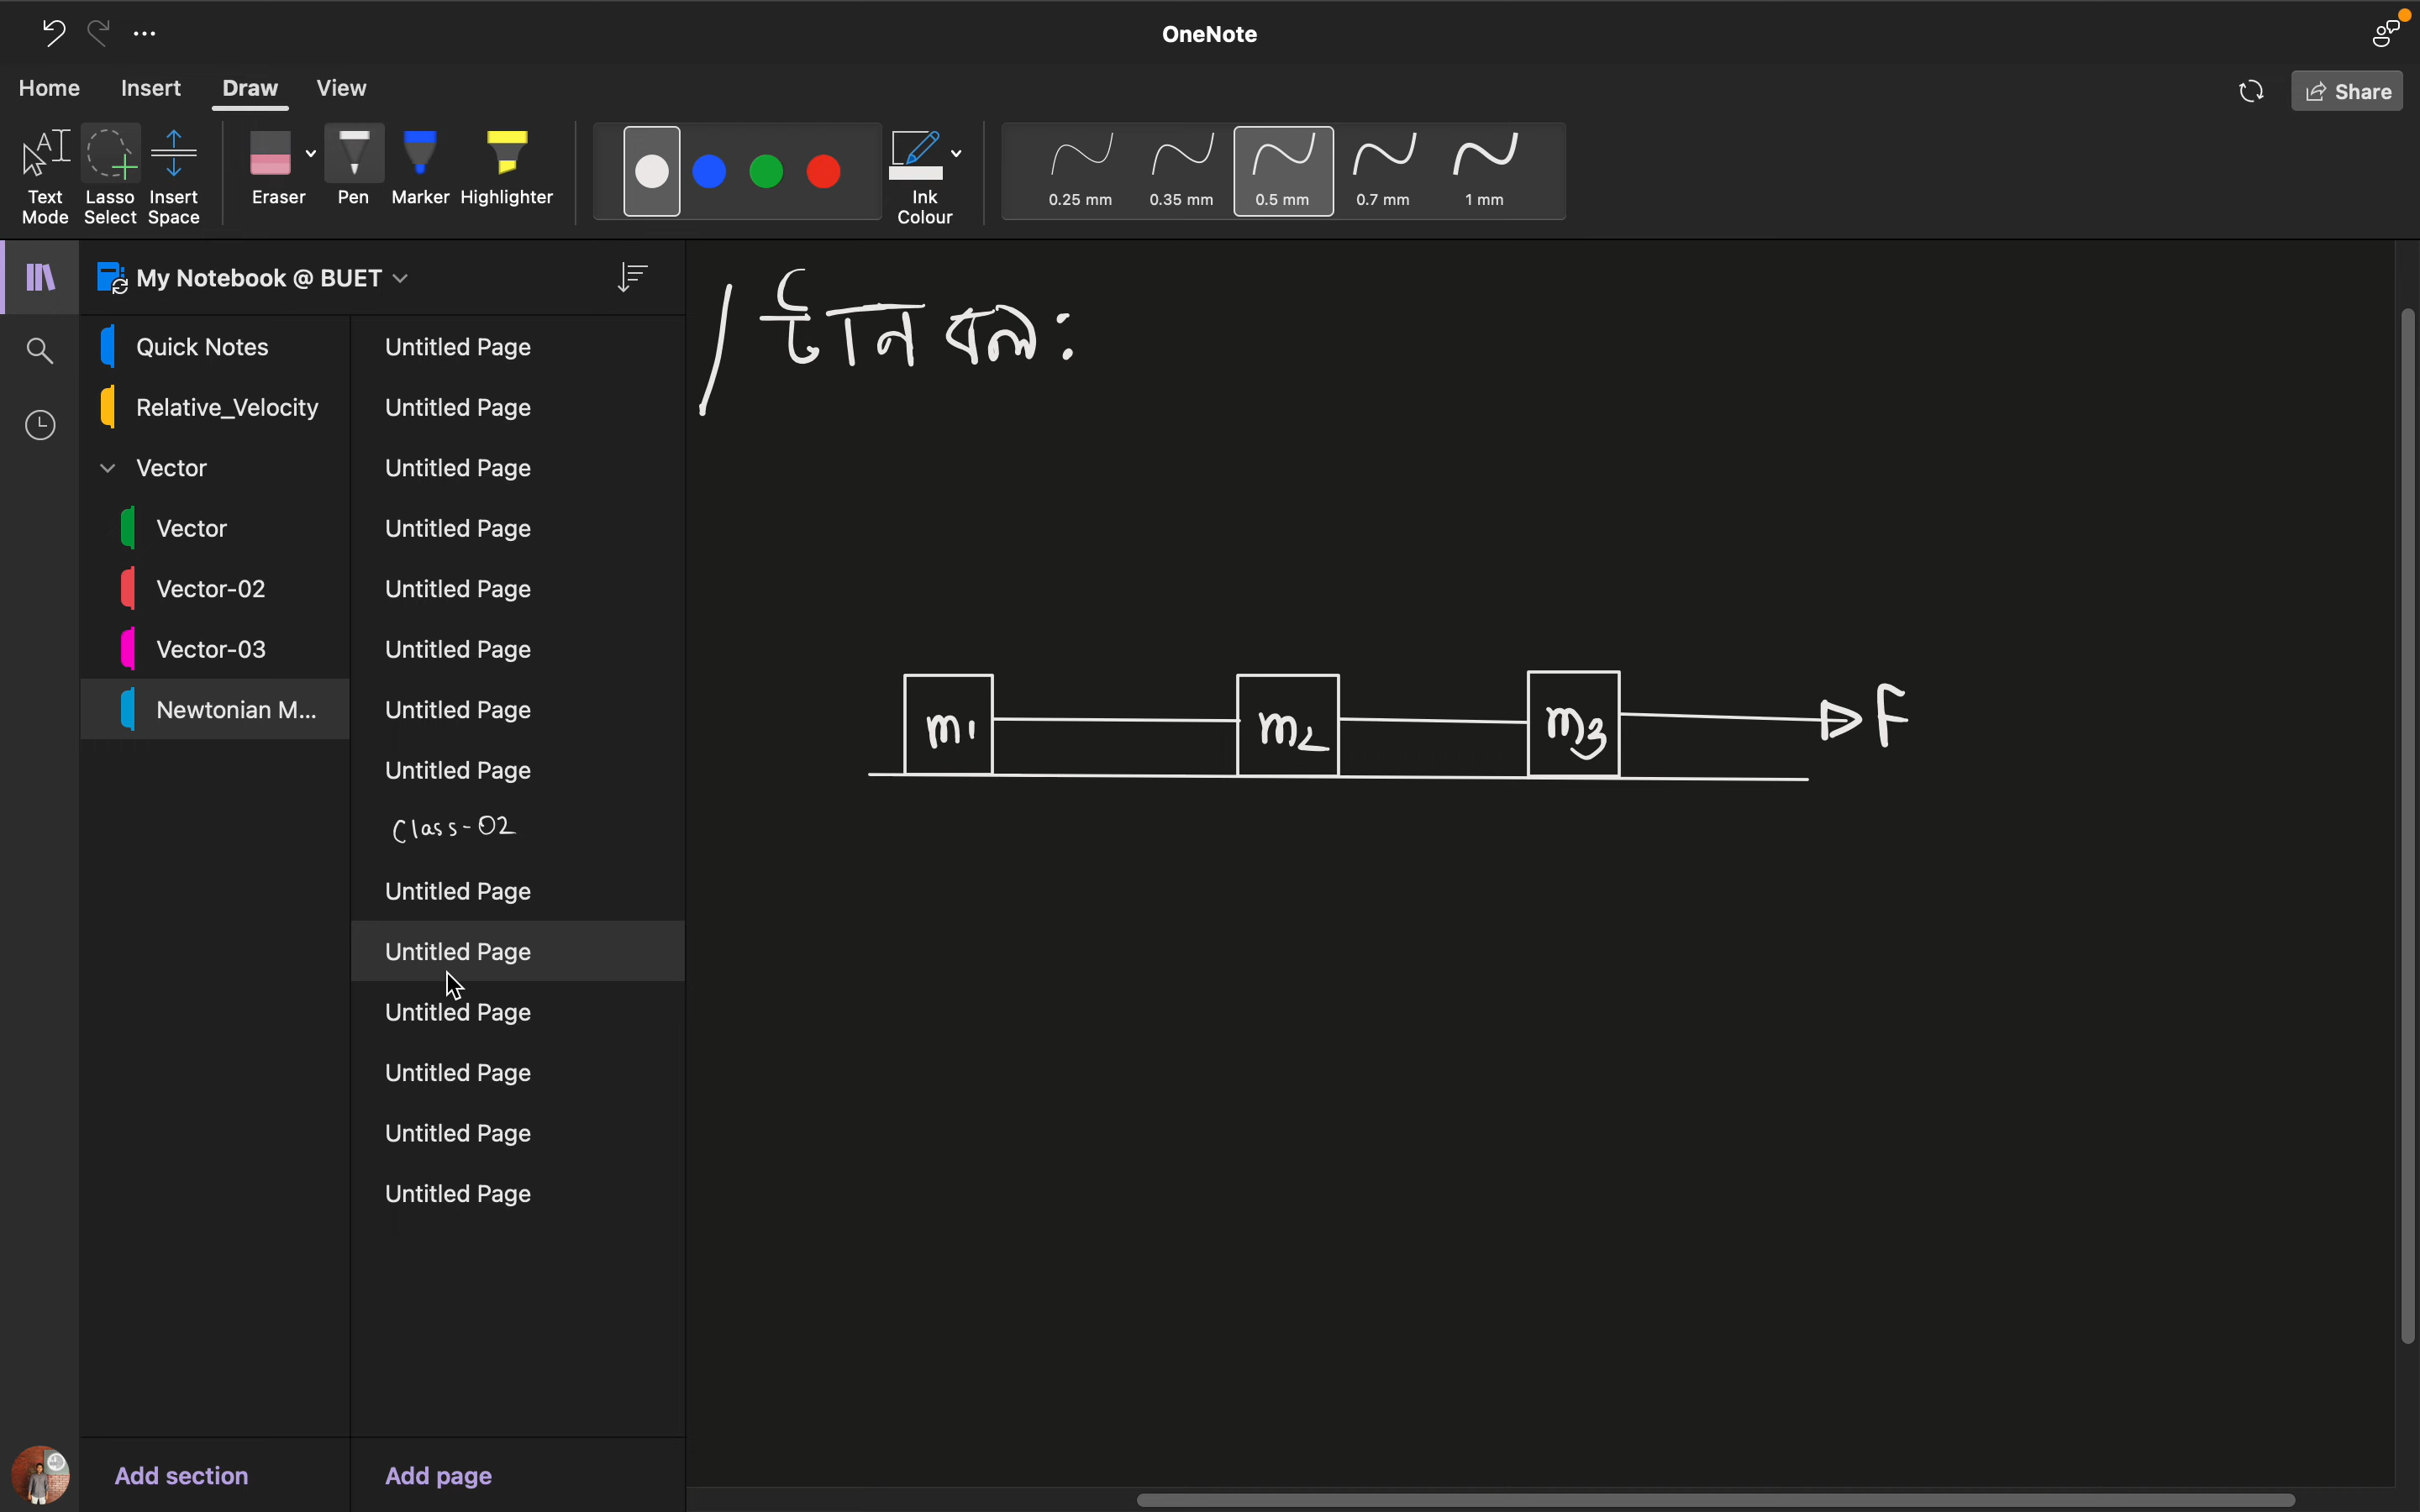 OneNote
Home Insert Draw View
Share
Text Mode
Lasso Select
Insert Space
Eraser
Pen
Marker
Highlighter
Ink Colour
0.25 mm
0.35 mm
0.5 mm
0.7 mm
1 mm
My Notebook @ BUET
Quick Notes
Relative_Velocity
Vector
Vector
Vector-02
Vector-03
Newtonian M...
Untitled Page
Untitled Page
Untitled Page
Untitled Page
Untitled Page
Untitled Page
Untitled Page
Untitled Page
Class-02
Untitled Page
Untitled Page
Untitled Page
Untitled Page
Untitled Page
Untitled Page
Add section
Add page
বল:
m1 m2 m3 F